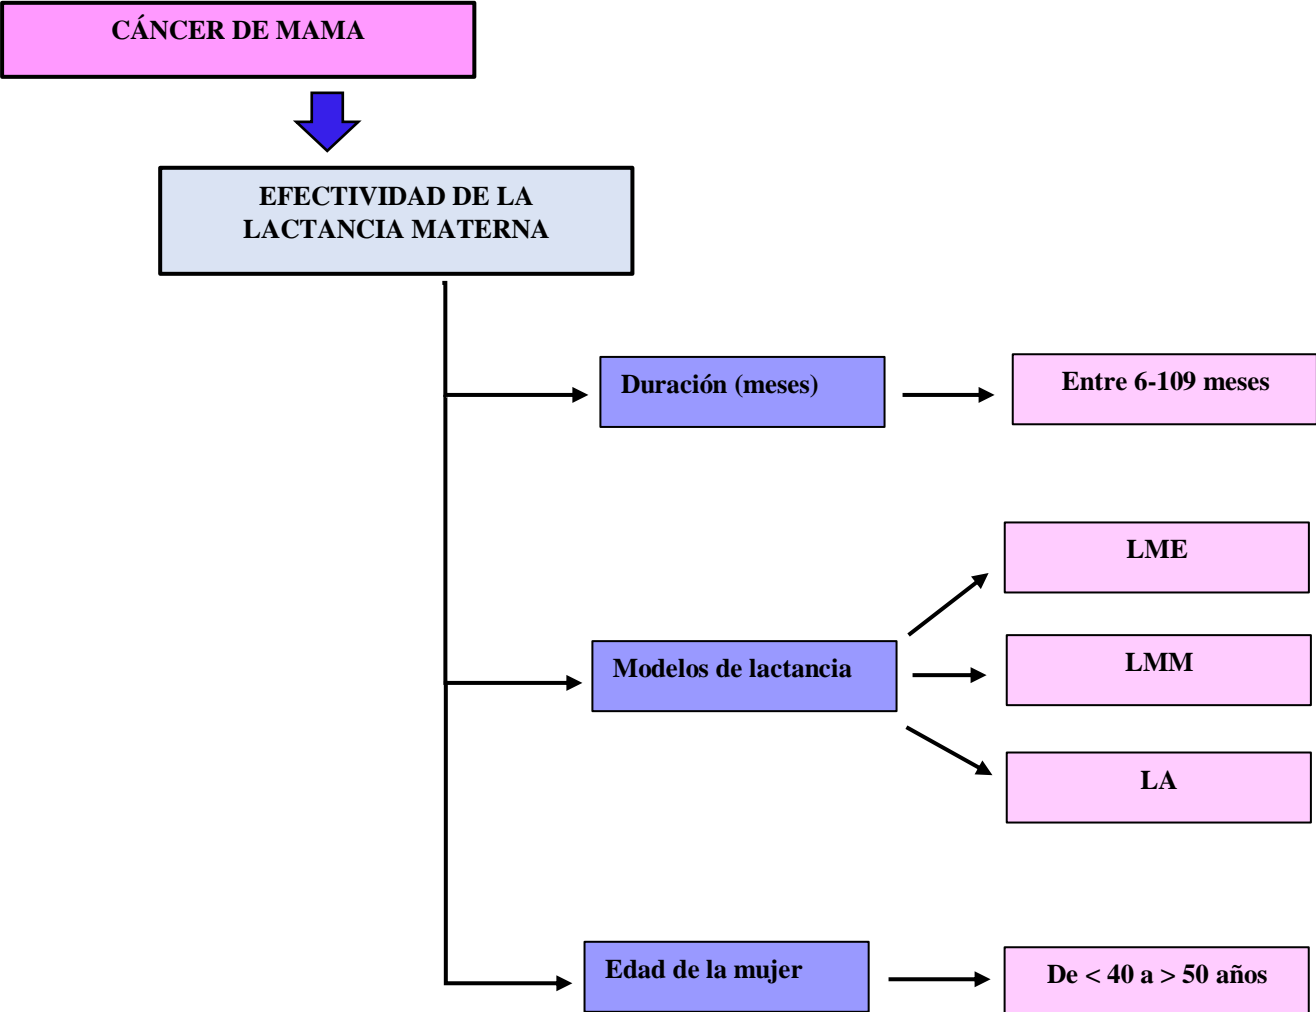 CÁNCER DE MAMA
EFECTIVIDAD DE LA
LACTANCIA MATERNA
Duración (meses)
Entre 6-109 meses
LME
Modelos de lactancia
LMM
LA
Edad de la mujer
De < 40 a > 50 años